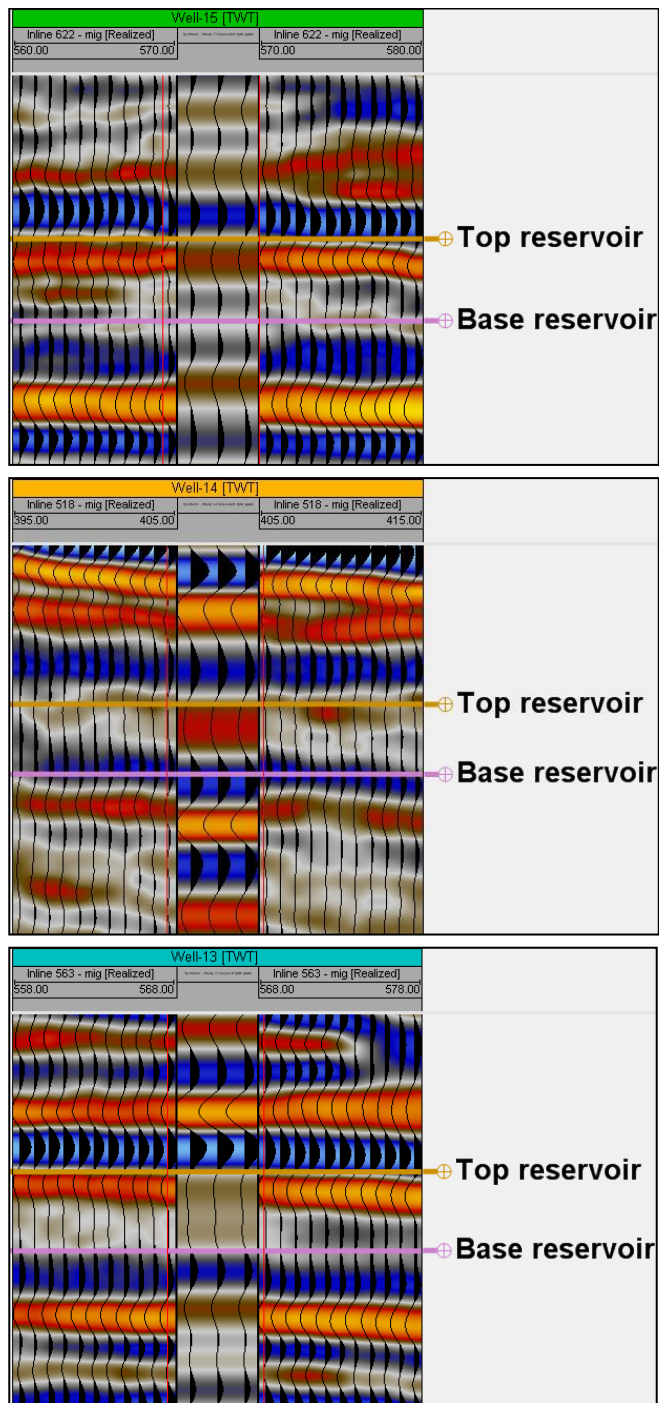 Well-15 [TWT]
Inline 622 - mig [Realized]
Inline 622 - mig [Realized]
560.00 570.00 570.00 580.00
Top reservoir
Base reservoir
Well-14 [TWT]
Inline 518 - mig [Realized]
Inline 518 - mig [Realized]
395.00 405.00 405.00 415.00
Top reservoir
Base reservoir
Well-13 [TWT]
Inline 563 - mig [Realized]
Inline 563 - mig [Realized]
558.00 568.00 568.00 578.00
Top reservoir
Base reservoir